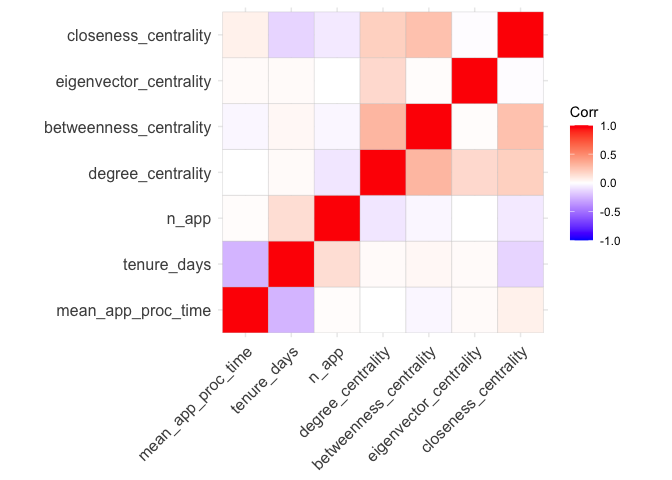 closeness_centrality
eigenvector_centrality
betweenness_centrality
degree_centrality
n_app
tenure_days
mean_app_proc_time
mean_app_proc_time
tenure_days
n_app
degree_centrality
betweenness_centrality
eigenvector_centrality
closeness_centrality
Corr
1.0
0.5
0.0
-0.5
-1.0